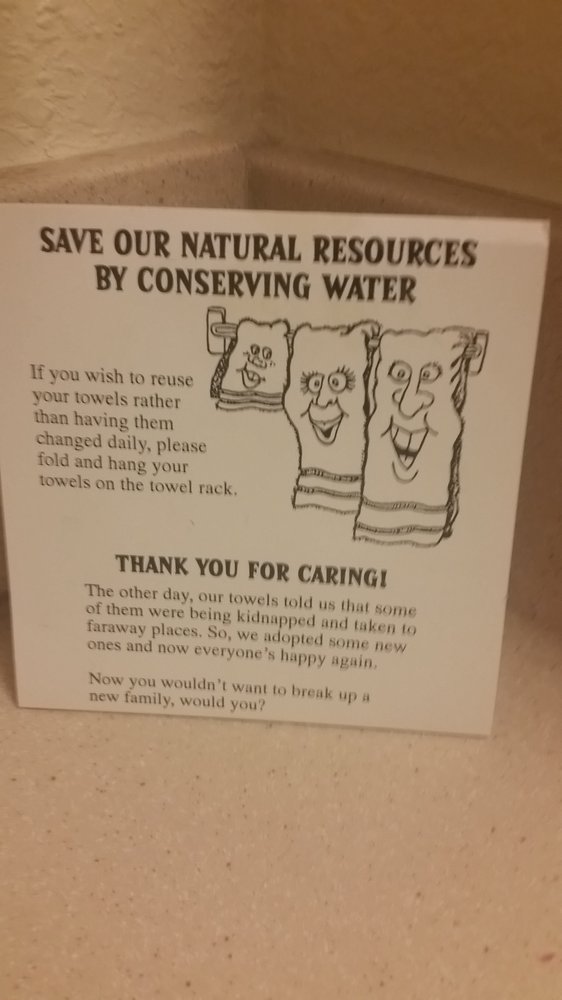 SAVE OUR NATURAL RESOURCES
BY CONSERVING WATER
If you wish to reuse
your towels rather
than having them
changed daily, please
fold and hang your
towels on the towel rack.
THANK YOU FOR CARING!
The other day, our towels told us that some
of them were being kidnapped and taken to
faraway places. So, we adopted some new
ones and now everyone's happy again.
Now you wouldn't want to break up a
new family, would you?